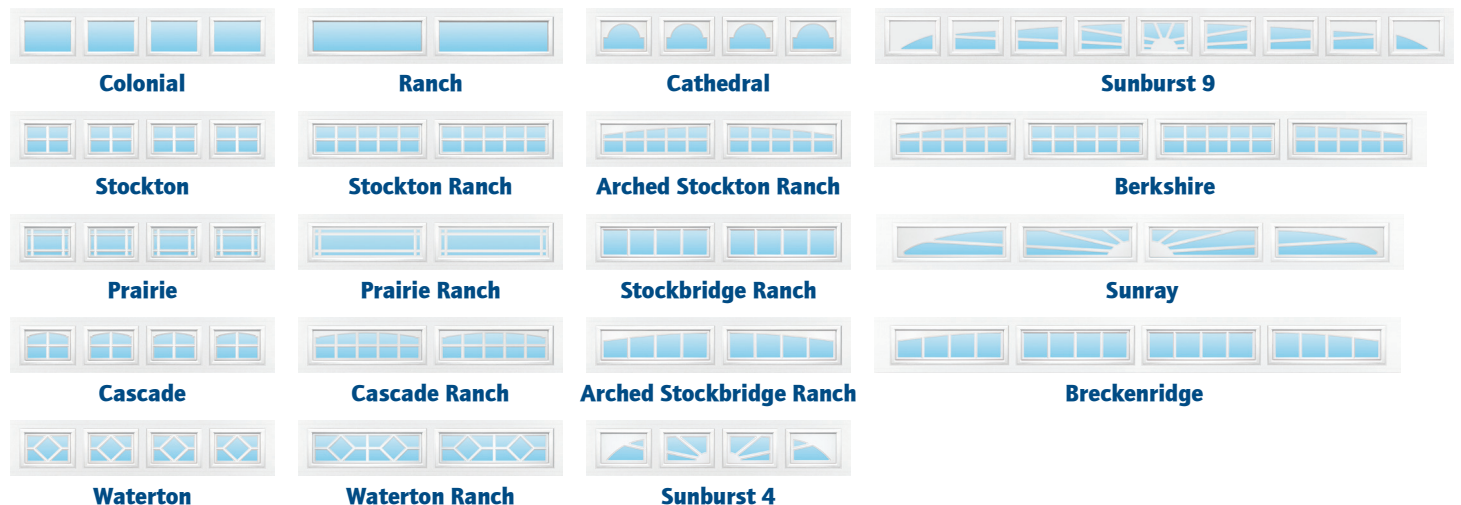 Colonial
Ranch
Cathedral
Sunburst 9
Stockton
Stockton Ranch
Arched Stockton Ranch
Berkshire
Prairie
Prairie Ranch
Stockbridge Ranch
Sunray
Cascade
Cascade Ranch
Arched Stockbridge Ranch
Breckenridge
Waterton
Waterton Ranch
Sunburst 4